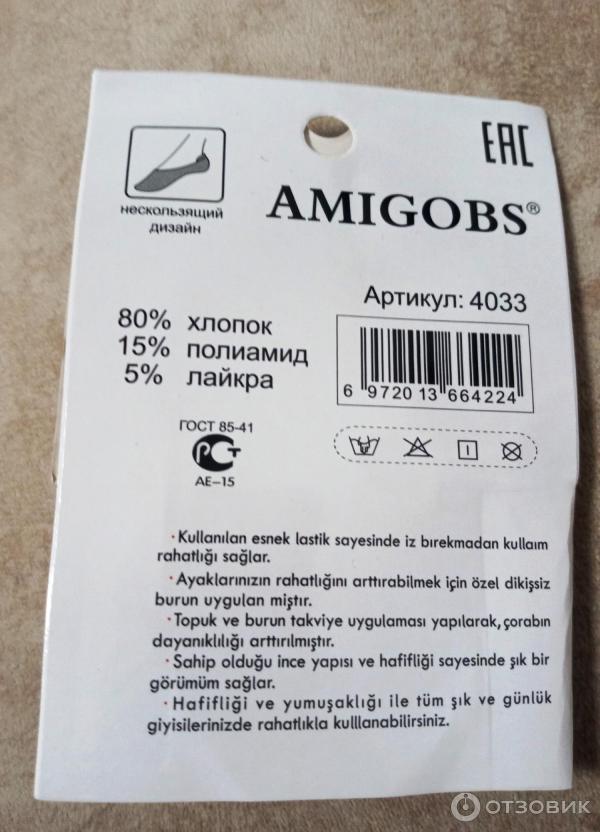 EAC
нескользящий
дизайн
AMIGOBS®
Артикул: 4033
80% хлопок
15% полиамид
5% лайкра
6 97201 3 664224
ГОСТ 85-41
РСТ
АЕ-15
·Kullanılan esnek lastik sayesinde iz bırekmadan kullaım
rahatlığı sağlar.
·Ayaklarınızın rahatlığını arttırabilmek için özel dikişsiz
burun uygulan mıştır.
·Topuk ve burun takviye uygulaması yapılarak,çorabın
dayanıklılığı arttırılmıştır.
·Sahip olduğu ince yapısı ve hafifliği sayesinde şık bir
görümüm sağlar.
·Hafifliği ve yumuşaklığı ile tüm şık ve günlük
giyisilerinizde rahatlıkla kulllanabilirsiniz.
ОТЗОВИК